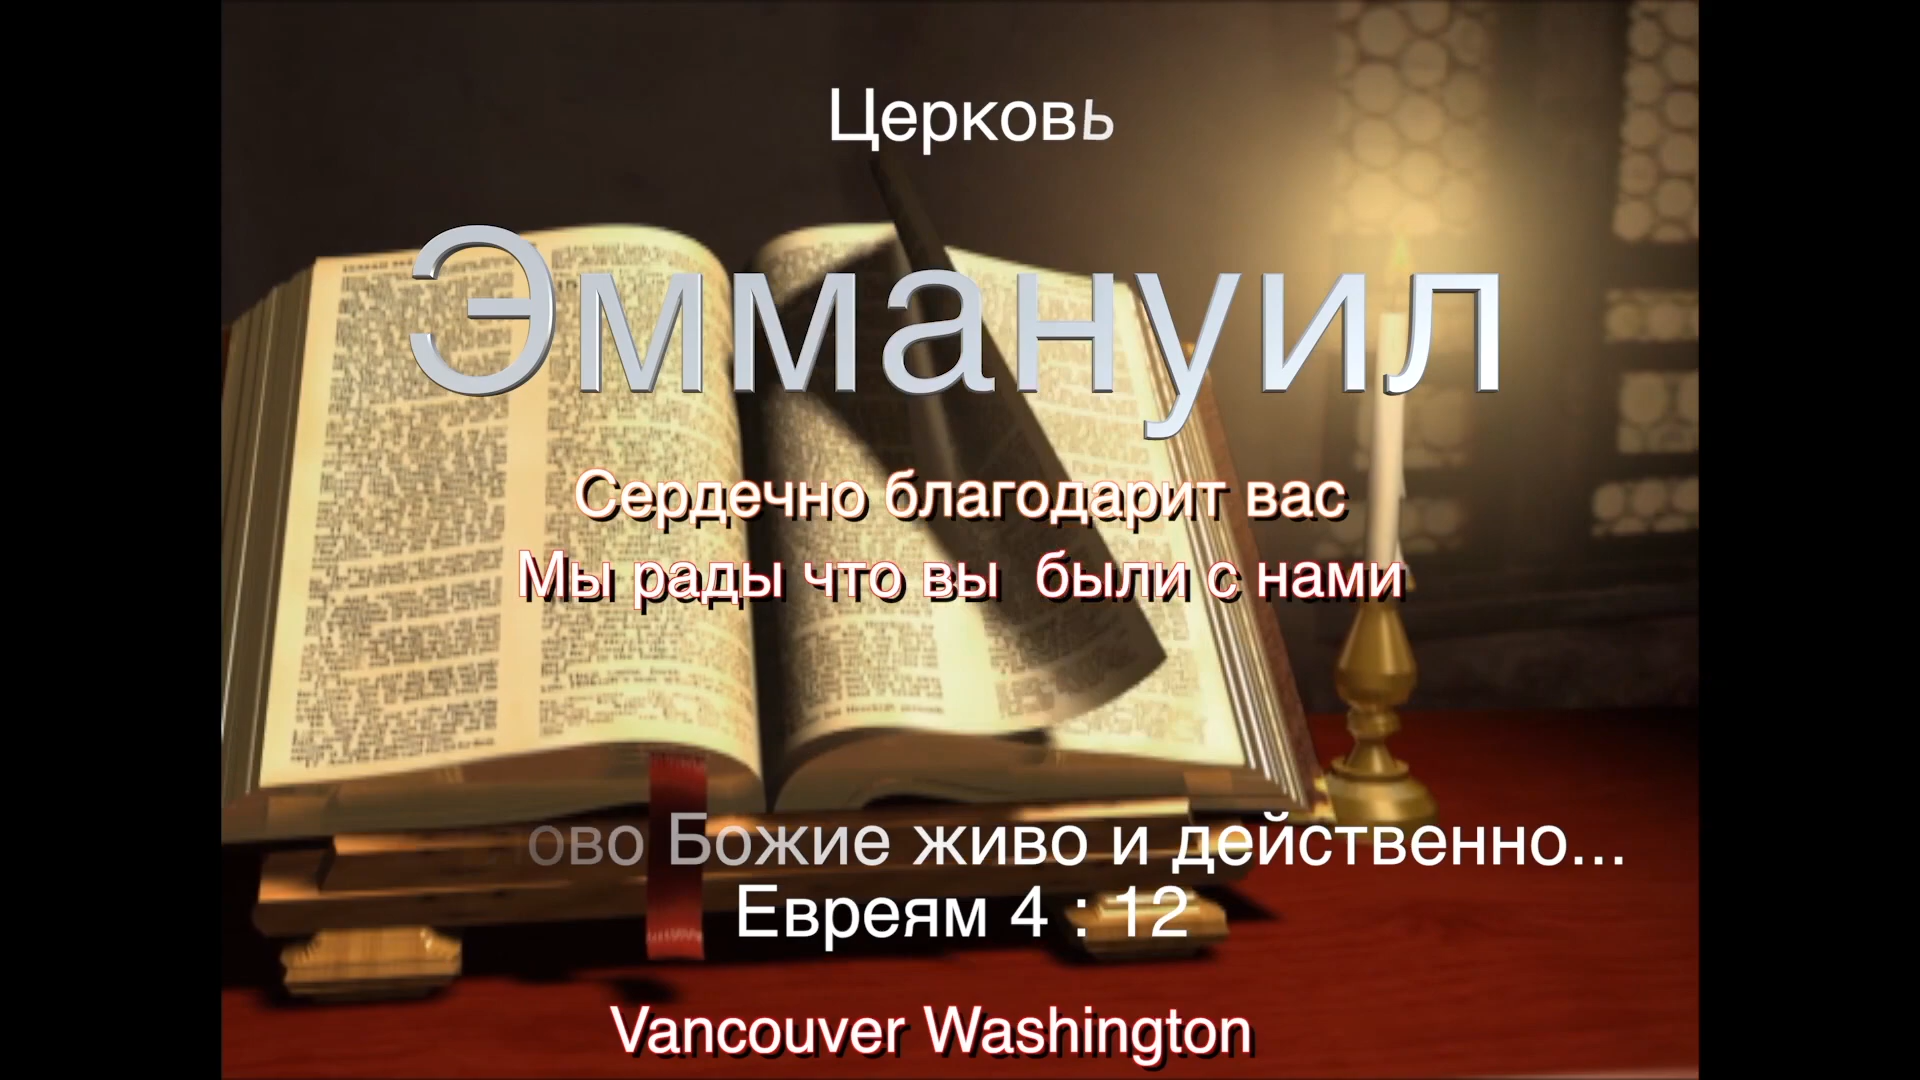 Церковь
Эммануил
Сердечно благодарит вас
Мы рады что вы  были с нами
Божие живо и действенно...
Евреям 4 : 12
Vancouver Washington